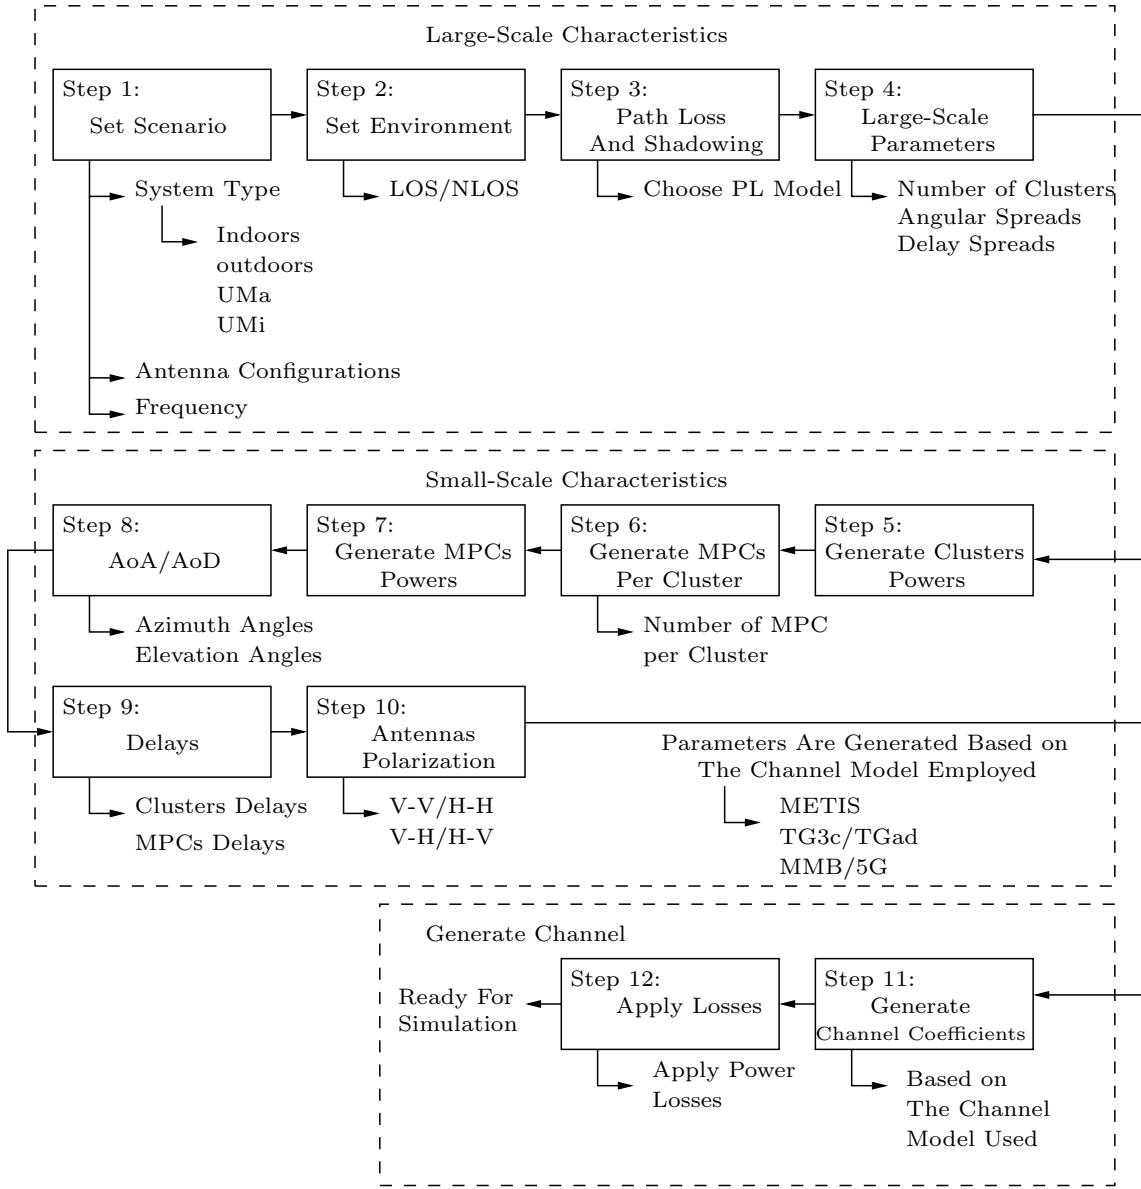 Large-Scale Characteristics
Step 1:
Set Scenario
Step 2:
Set Environment
Step 3:
Path Loss
And Shadowing
Step 4:
Large-Scale
Parameters
System Type
Indoors
outdoors
UMa
UMi
Antenna Configurations
Frequency
LOS/NLOS
Choose PL Model
Number of Clusters
Angular Spreads
Delay Spreads
Small-Scale Characteristics
Step 5:
Generate Clusters
Powers
Step 6:
Generate MPCs
Per Cluster
Number of MPC
per Cluster
Step 7:
Generate MPCs
Powers
Step 8:
AoA/AoD
Azimuth Angles
Elevation Angles
Step 9:
Delays
Clusters Delays
MPCs Delays
Step 10:
Antennas
Polarization
V-V/H-H
V-H/H-V
Parameters Are Generated Based on
The Channel Model Employed
METIS
TG3c/TGad
MMB/5G
Generate Channel
Step 11:
Generate
Channel Coefficients
Based on
The Channel
Model Used
Step 12:
Apply Losses
Apply Power
Losses
Ready For
Simulation